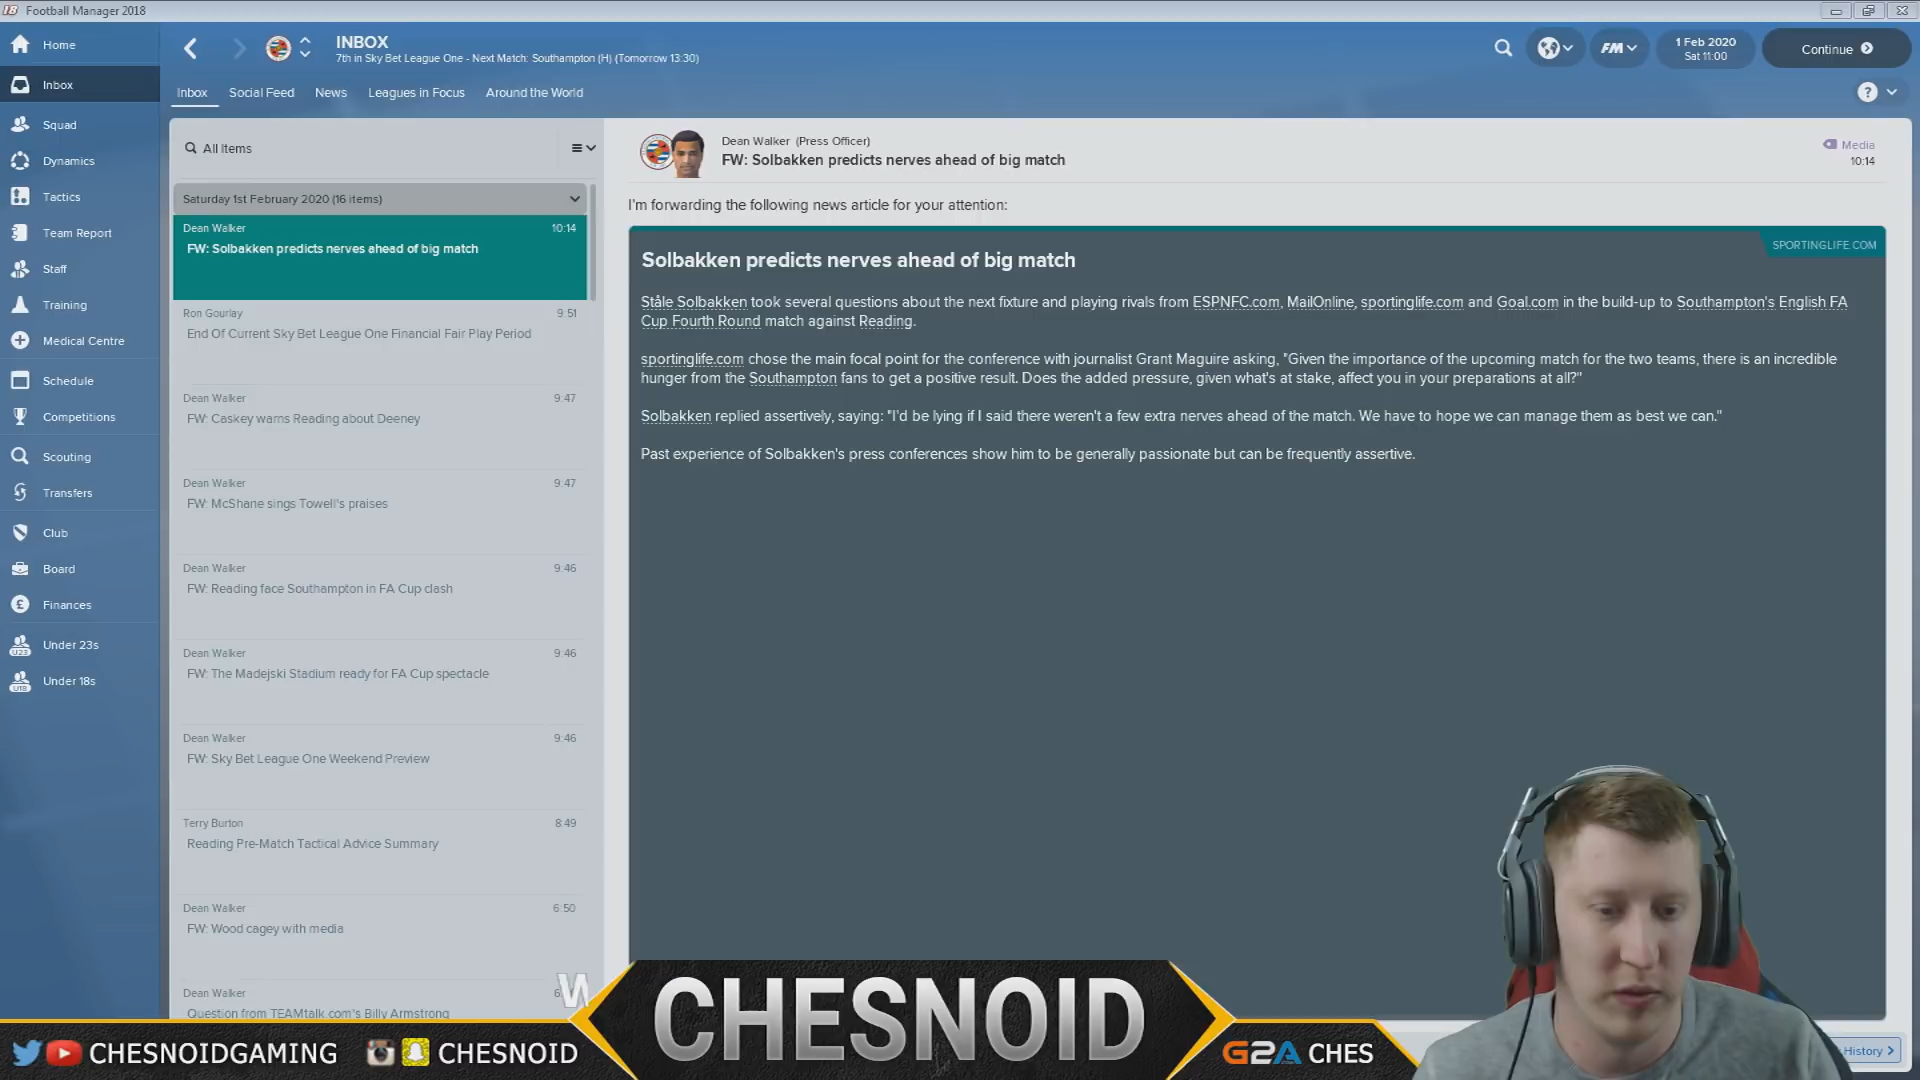 Football Manager 2018
Home
Inbox
Squad
Dynamics
Tactics
Team Report
Staff
Training
Medical Centre
Schedule
Competitions
Scouting
Transfers
Club
Board
Finances
Under 23s
Under 18s
INBOX
7th in Sky Bet League One - Next Match: Southampton (H) (Tomorrow 13:30)
FM
1 Feb 2020
Sat 11:00
Continue
Inbox Social Feed News Leagues in Focus Around the World
All Items
Saturday 1st February 2020 (16 items)
Dean Walker 10:14
FW: Solbakken predicts nerves ahead of big match
Ron Gourlay 9:51
End Of Current Sky Bet League One Financial Fair Play Period
Dean Walker 9:47
FW: Caskey warns Reading about Deeney
Dean Walker 9:47
FW: McShane sings Towell's praises
Dean Walker 9:46
FW: Reading face Southampton in FA Cup clash
Dean Walker 9:46
FW: The Madejski Stadium ready for FA Cup spectacle
Dean Walker 9:46
FW: Sky Bet League One Weekend Preview
Terry Burton 8:49
Reading Pre-Match Tactical Advice Summary
Dean Walker 6:50
FW: Wood cagey with media
Dean Walker
Question from TEAMtalk.com's Billy Armstrong
Dean Walker (Press Officer)
FW: Solbakken predicts nerves ahead of big match
Media
10:14
I'm forwarding the following news article for your attention:
SPORTINGLIFE.COM
Solbakken predicts nerves ahead of big match
Ståle Solbakken took several questions about the next fixture and playing rivals from ESPNFC.com, MailOnline, sportinglife.com and Goal.com in the build-up to Southampton's English FA
Cup Fourth Round match against Reading.
sportinglife.com chose the main focal point for the conference with journalist Grant Maguire asking, "Given the importance of the upcoming match for the two teams, there is an incredible
hunger from the Southampton fans to get a positive result. Does the added pressure, given what's at stake, affect you in your preparations at all?"
Solbakken replied assertively, saying: "I'd be lying if I said there weren't a few extra nerves ahead of the match. We have to hope we can manage them as best we can."
Past experience of Solbakken's press conferences show him to be generally passionate but can be frequently assertive.
History
W
CHESNOID
CHESNOIDGAMING
CHESNOID
G2A CHES